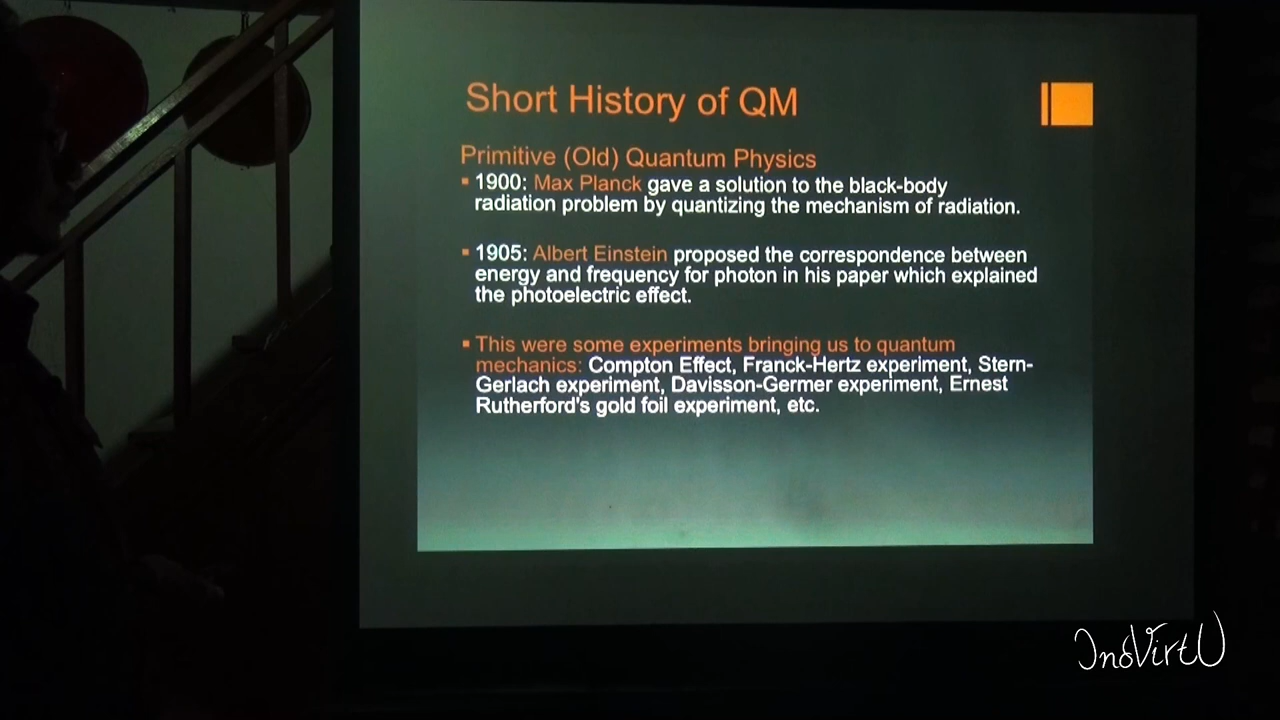 Short History of QM
Primitive (Old) Quantum Physics
▪ 1900: Max Planck gave a solution to the black-body
radiation problem by quantizing the mechanism of radiation.
▪ 1905: Albert Einstein proposed the correspondence between
energy and frequency for photon in his paper which explained
the photoelectric effect.
▪ This were some experiments bringing us to quantum
mechanics: Compton Effect, Franck-Hertz experiment, Stern-
Gerlach experiment, Davisson-Germer experiment, Ernest
Rutherford's gold foil experiment, etc.
InoVirtU